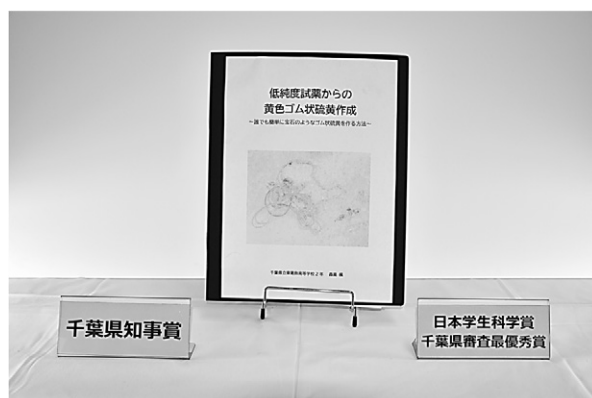 低純度試薬からの
黄色ゴム状硫黄作成
～誰でも簡単に宝石のようなゴム状硫黄を作る方法～
千葉県知事賞
日本学生科学賞
千葉県審査最優秀賞